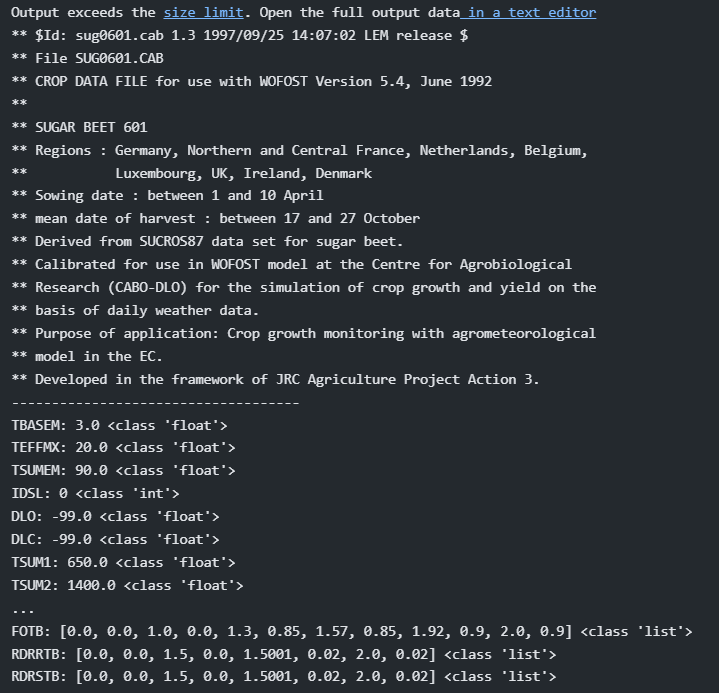 Output exceeds the size limit. Open the full output data in a text editor
** $Id: sug0601.cab 1.3 1997/09/25 14:07:02 LEM release $
** File SUG0601.CAB
** CROP DATA FILE for use with WOFOST Version 5.4, June 1992
**
** SUGAR BEET 601
** Regions : Germany, Northern and Central France, Netherlands, Belgium,
**           Luxembourg, UK, Ireland, Denmark
** Sowing date : between 1 and 10 April
** mean date of harvest : between 17 and 27 October
** Derived from SUCROS87 data set for sugar beet.
** Calibrated for use in WOFOST model at the Centre for Agrobiological
** Research (CABO-DLO) for the simulation of crop growth and yield on the
** basis of daily weather data.
** Purpose of application: Crop growth monitoring with agrometeorological
** model in the EC.
** Developed in the framework of JRC Agriculture Project Action 3.
------------------------------------
TBASEM: 3.0 <class 'float'>
TEFFMX: 20.0 <class 'float'>
TSUMEM: 90.0 <class 'float'>
IDSL: 0 <class 'int'>
DLO: -99.0 <class 'float'>
DLC: -99.0 <class 'float'>
TSUM1: 650.0 <class 'float'>
TSUM2: 1400.0 <class 'float'>
...
FOTB: [0.0, 0.0, 1.0, 0.0, 1.3, 0.85, 1.57, 0.85, 1.92, 0.9, 2.0, 0.9] <class 'list'>
RDRRTB: [0.0, 0.0, 1.5, 0.0, 1.5001, 0.02, 2.0, 0.02] <class 'list'>
RDRSTB: [0.0, 0.0, 1.5, 0.0, 1.5001, 0.02, 2.0, 0.02] <class 'list'>